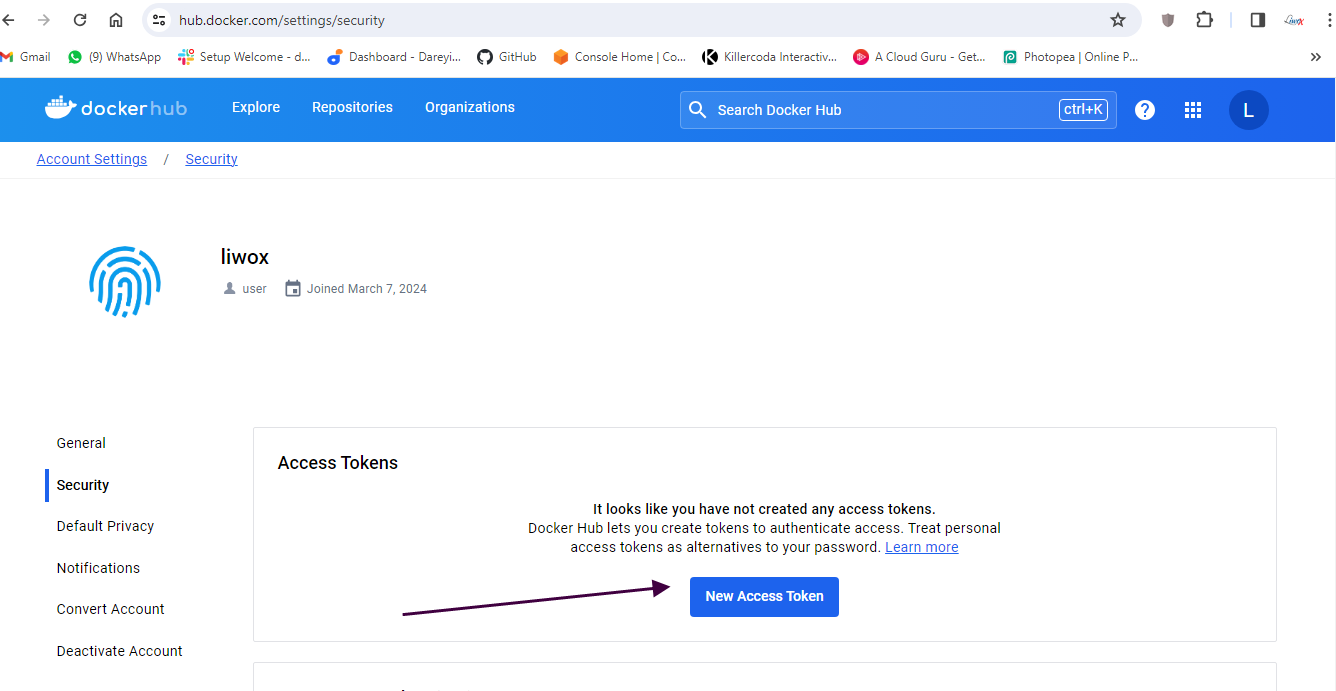 hub.docker.com/settings/security
Gmail (9) WhatsApp Setup Welcome - d... Dashboard - Dareyi... GitHub Console Home | Co... Killercoda Interactiv... A Cloud Guru - Get... Photopea | Online P... »
docker hub Explore Repositories Organizations Search Docker Hub ctrl+K ? L
Account Settings / Security
liwox
user Joined March 7, 2024
General
Security
Default Privacy
Notifications
Convert Account
Deactivate Account
Access Tokens
It looks like you have not created any access tokens.
Docker Hub lets you create tokens to authenticate access. Treat personal
access tokens as alternatives to your password. Learn more
New Access Token